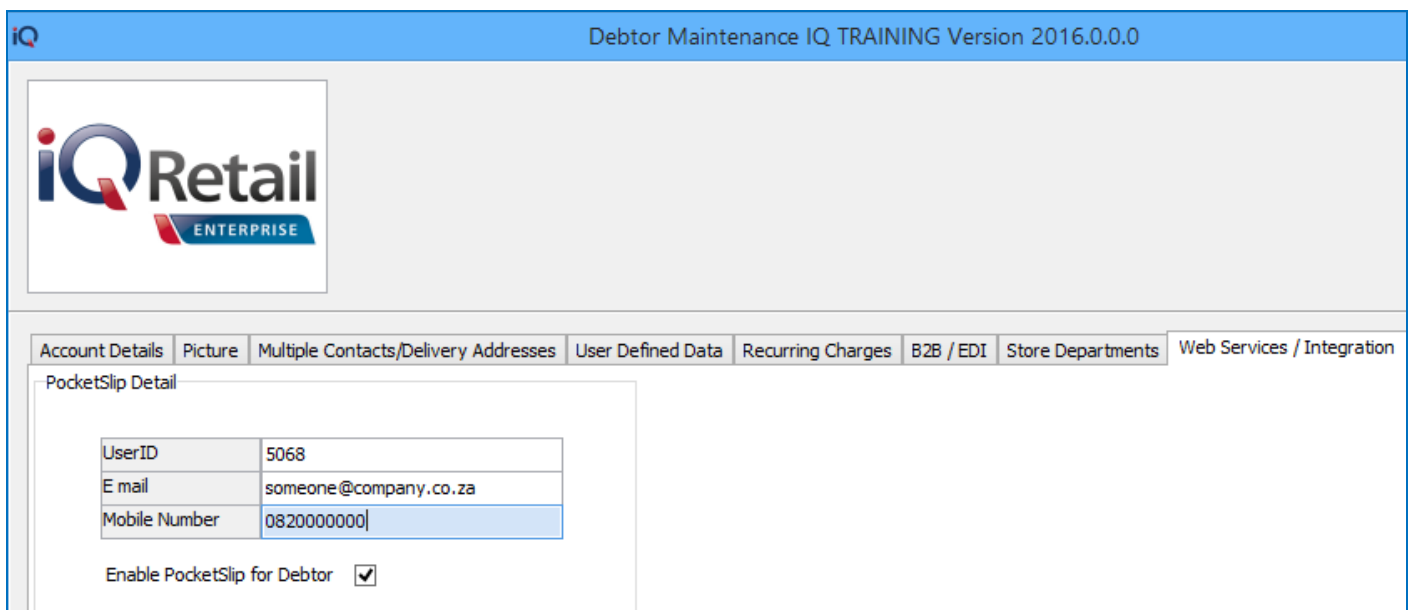 iQ Debtor Maintenance IQ TRAINING Version 2016.0.0.0
iQ Retail
ENTERPRISE
Account Details Picture Multiple Contacts/Delivery Addresses User Defined Data Recurring Charges B2B / EDI Store Departments Web Services / Integration
PocketSlip Detail
UserID 5068
E mail someone@company.co.za
Mobile Number 0820000000
Enable PocketSlip for Debtor